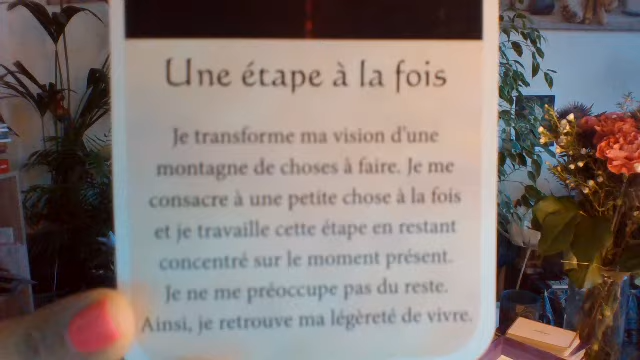 Une étape à la fois
Je transforme ma vision d'une
montagne de choses à faire. Je me
consacre à une petite chose à la fois
et je travaille cette étape en restant
concentré sur le moment présent.
Je ne me préoccupe pas du reste.
Ainsi, je retrouve ma légèreté de vivre.